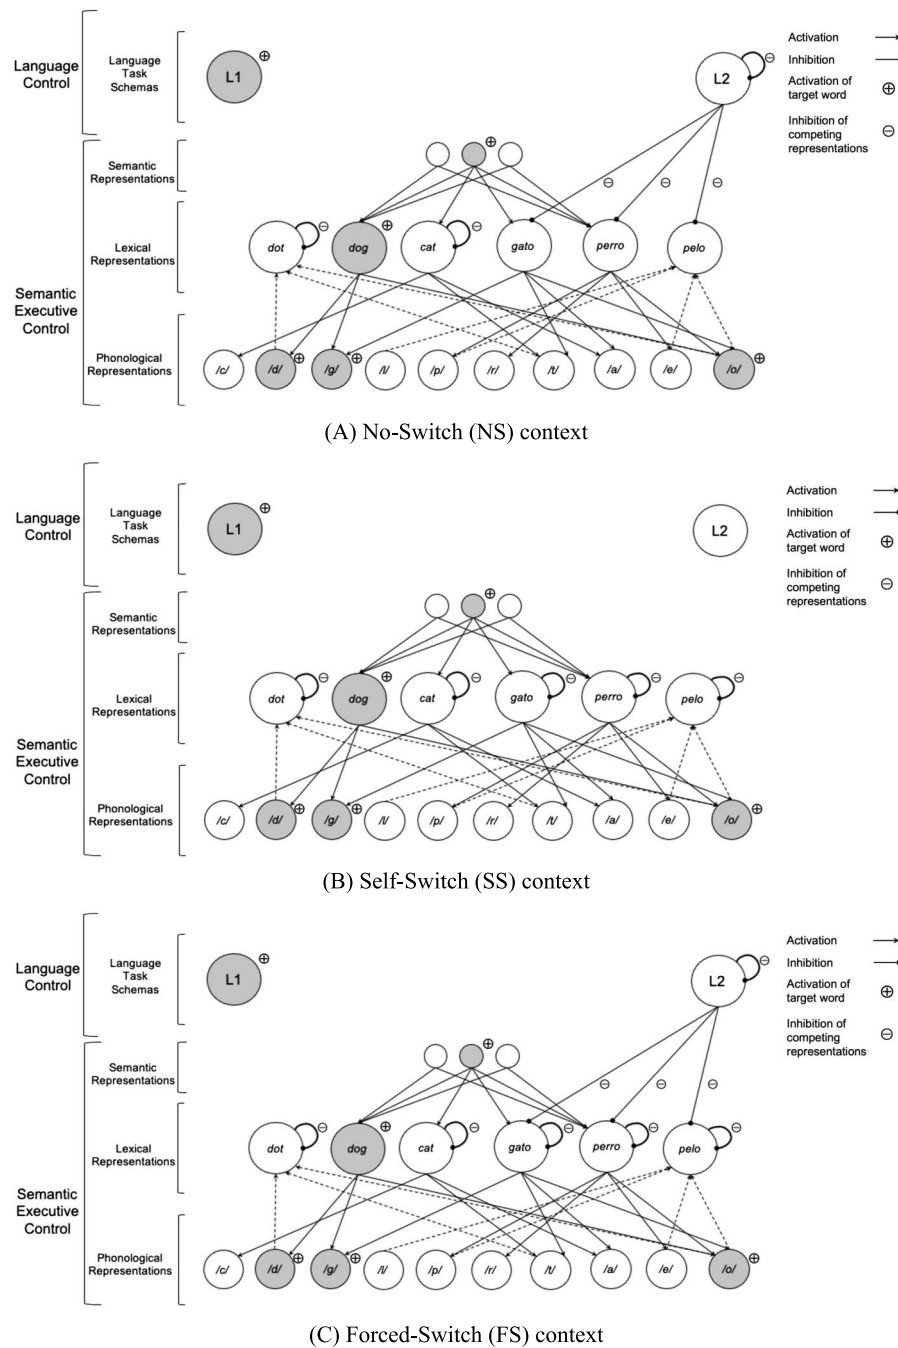 Language
Control
Language
Task
Schemas
L1
⊕
L2
⊖
Activation
Inhibition
Activation of
target word
⊕
Inhibition of
competing
representations
⊖
Semantic
Executive
Control
Semantic
Representations
⊕
⊖ ⊖ ⊖
Lexical
Representations
dot ⊖ dog ⊕ cat ⊖ gato perro pelo
Phonological
Representations
/c/ /d/ ⊕ /g/ ⊕ /l/ /p/ /r/ /t/ /a/ /e/ /o/ ⊕
(A) No-Switch (NS) context
Language
Control
Language
Task
Schemas
L1
⊕
L2
Activation
Inhibition
Activation of
target word
⊕
Inhibition of
competing
representations
⊖
Semantic
Executive
Control
Semantic
Representations
⊕
Lexical
Representations
dot ⊖ dog ⊕ cat ⊖ gato ⊖ perro ⊖ pelo ⊖
Phonological
Representations
/c/ /d/ ⊕ /g/ ⊕ /l/ /p/ /r/ /t/ /a/ /e/ /o/ ⊕
(B) Self-Switch (SS) context
Language
Control
Language
Task
Schemas
L1
⊕
L2
⊖
Activation
Inhibition
Activation of
target word
⊕
Inhibition of
competing
representations
⊖
Semantic
Executive
Control
Semantic
Representations
⊕
⊖ ⊖ ⊖
Lexical
Representations
dot ⊖ dog ⊕ cat ⊖ gato ⊖ perro ⊖ pelo ⊖
Phonological
Representations
/c/ /d/ ⊕ /g/ ⊕ /l/ /p/ /r/ /t/ /a/ /e/ /o/ ⊕
(C) Forced-Switch (FS) context